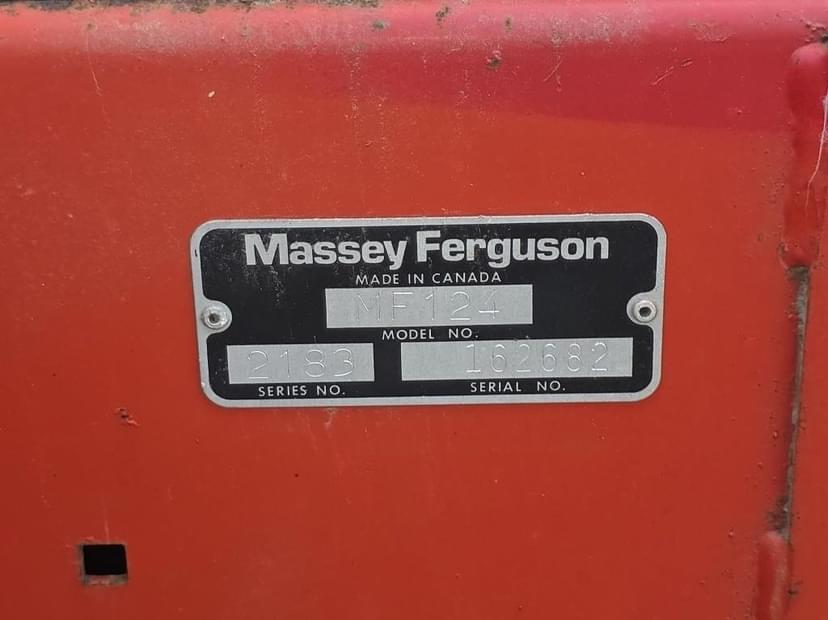 Massey Ferguson
MADE IN CANADA
MF124
MODEL NO.
2183 162682
SERIES NO. SERIAL NO.